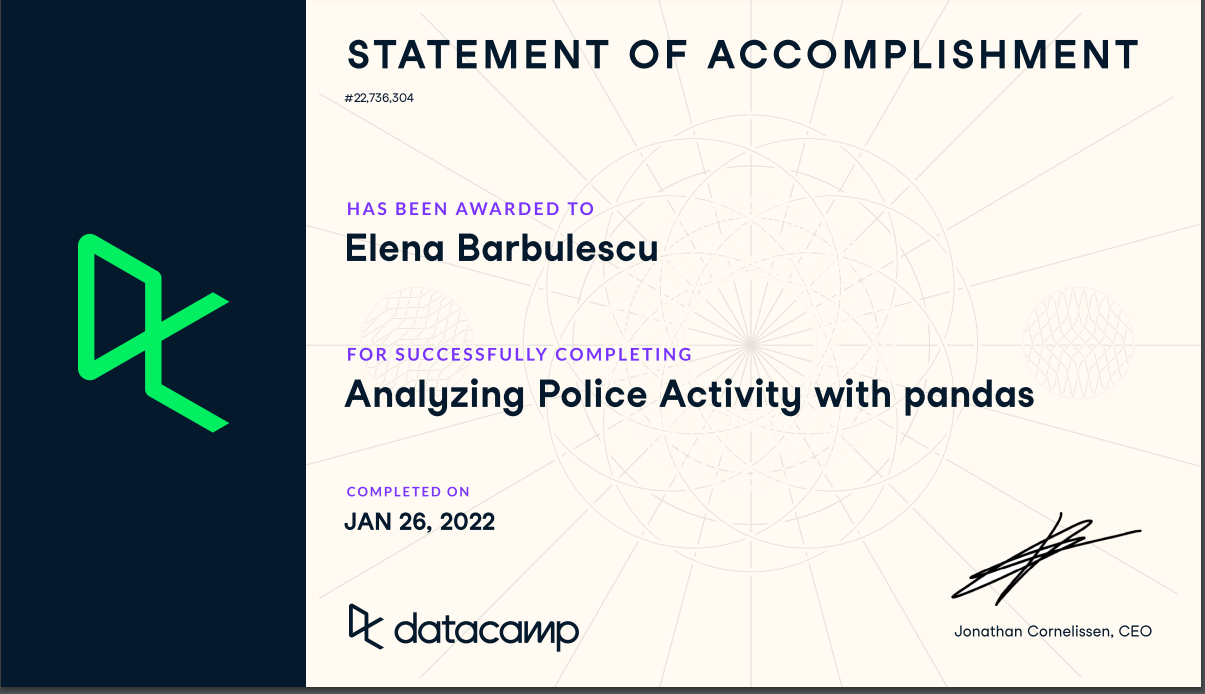 STATEMENT OF ACCOMPLISHMENT
#22,736,304
HAS BEEN AWARDED TO
Elena Barbulescu
FOR SUCCESSFULLY COMPLETING
Analyzing Police Activity with pandas
COMPLETED ON
JAN 26, 2022
datacamp
Jonathan Cornelissen, CEO